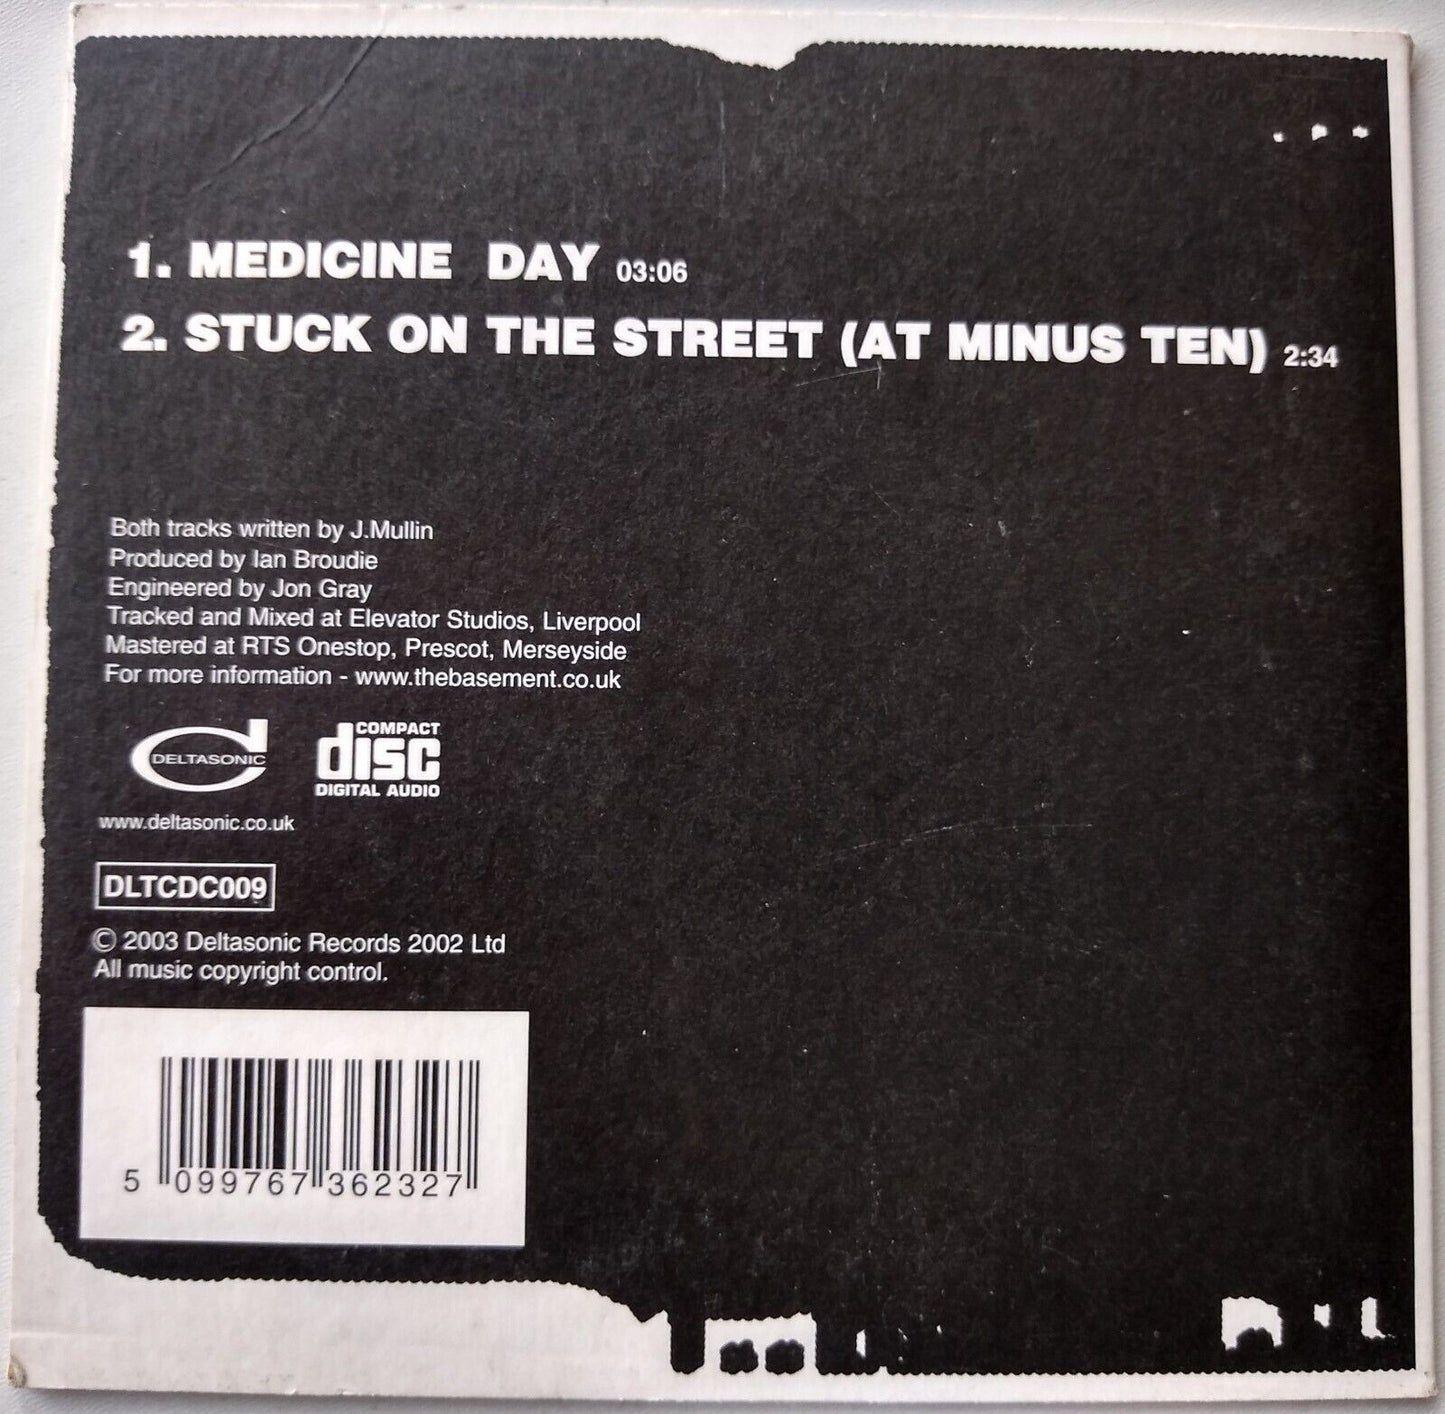 1. MEDICINE DAY 03:06
2. STUCK ON THE STREET (AT MINUS TEN) 2:34
Both tracks written by J.Mullin
Produced by Ian Broudie
Engineered by Jon Gray
Tracked and Mixed at Elevator Studios, Liverpool
Mastered at RTS Onestop, Prescot, Merseyside
For more information - www.thebasement.co.uk
DELTASONIC
COMPACT
disc
DIGITAL AUDIO
www.deltasonic.co.uk
DLTCDC009
© 2003 Deltasonic Records 2002 Ltd
All music copyright control.
5 099767 362327